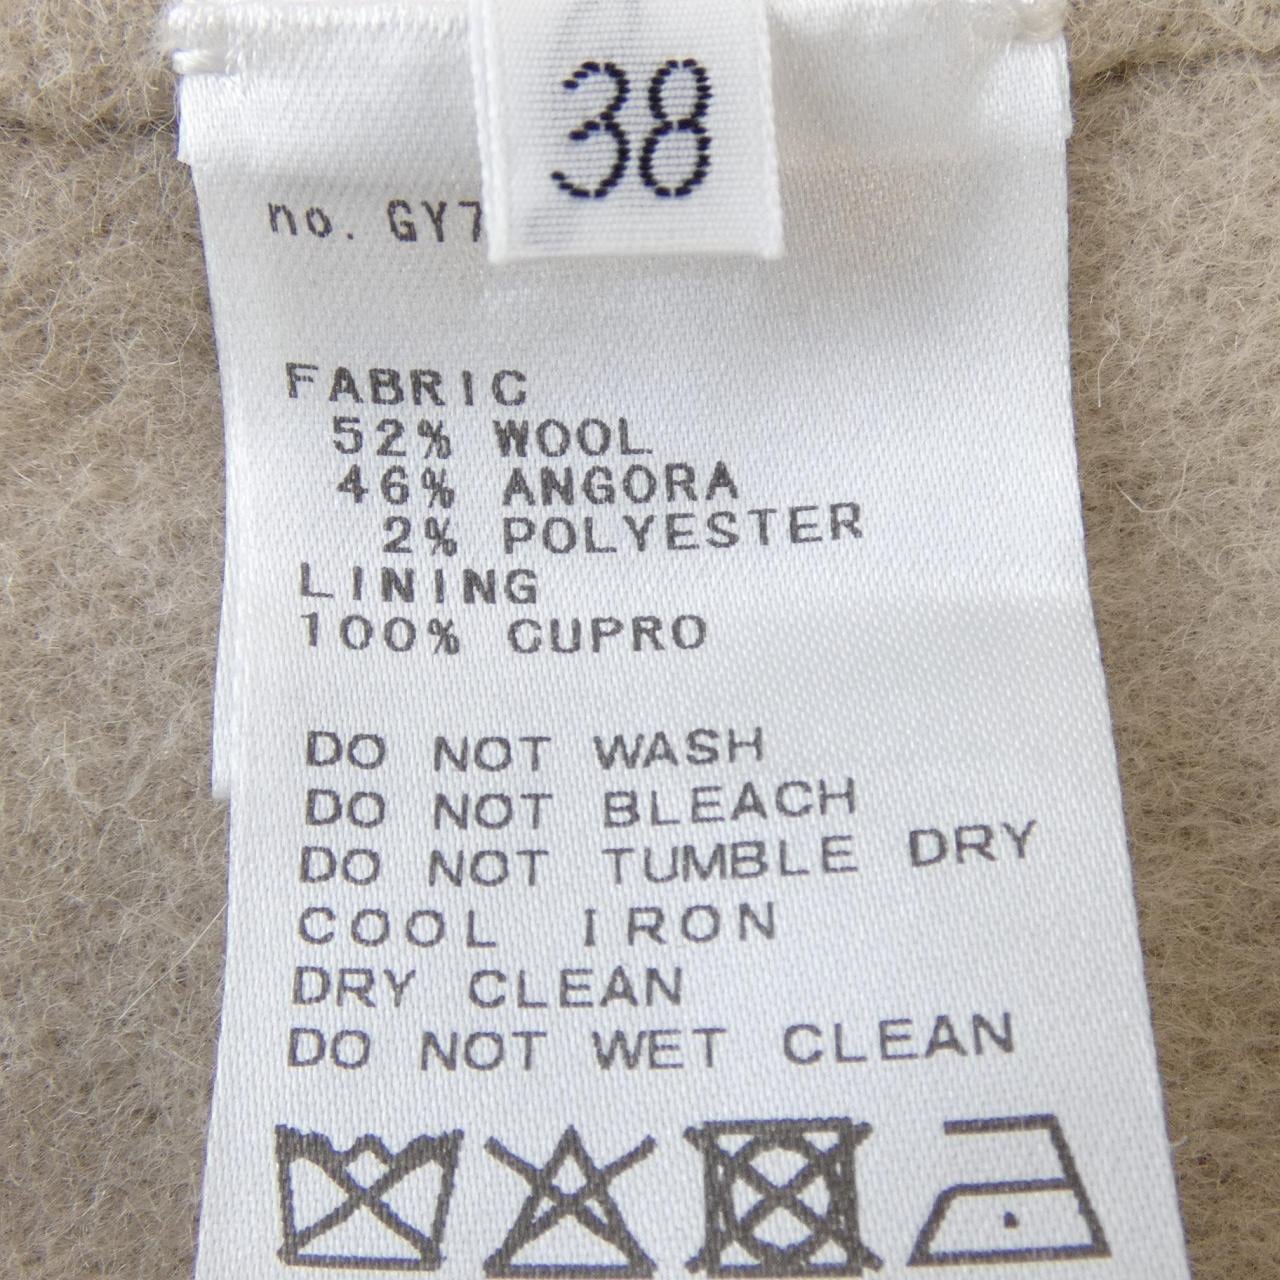 38
no. GY7
FABRIC
52% WOOL
46% ANGORA
2% POLYESTER
LINING
100% CUPRO
DO NOT WASH
DO NOT BLEACH
DO NOT TUMBLE DRY
COOL IRON
DRY CLEAN
DO NOT WET CLEAN